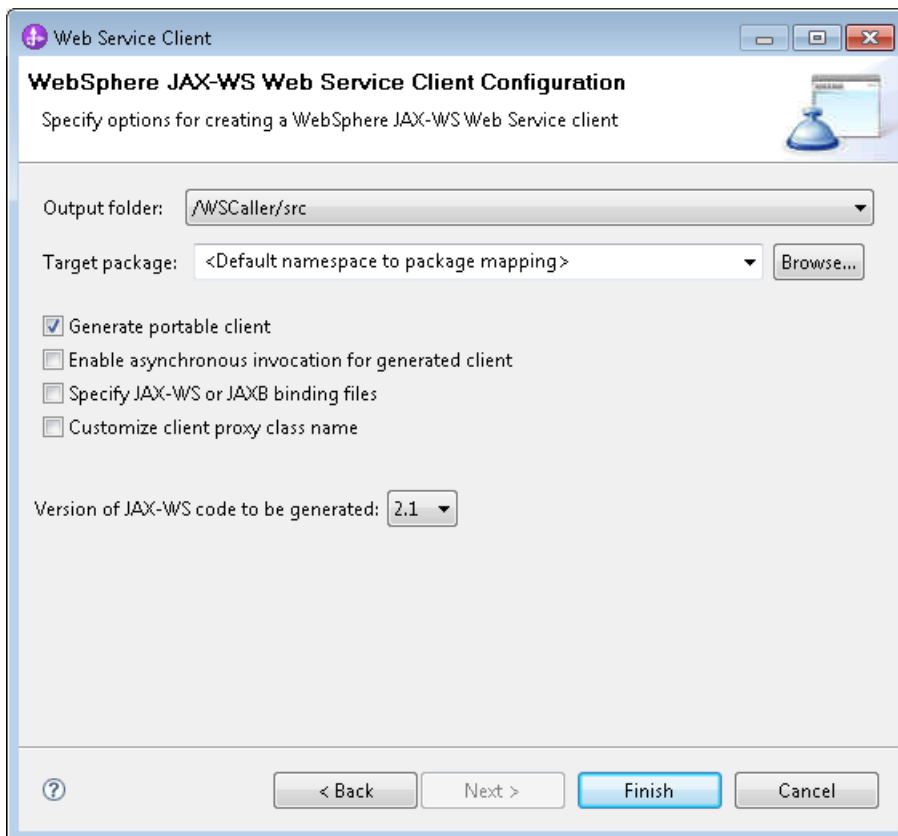 Web Service Client
WebSphere JAX-WS Web Service Client Configuration
Specify options for creating a WebSphere JAX-WS Web Service client
Output folder: /WSCaller/src
Target package: <Default namespace to package mapping> Browse...
Generate portable client
Enable asynchronous invocation for generated client
Specify JAX-WS or JAXB binding files
Customize client proxy class name
Version of JAX-WS code to be generated: 2.1
? < Back Next > Finish Cancel